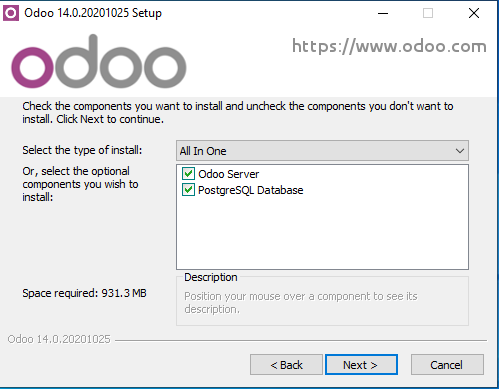 Odoo 14.0.20201025 Setup
odoo
https://www.odoo.com
Check the components you want to install and uncheck the components you don't want to
install. Click Next to continue.
Select the type of install:
All In One
Or, select the optional
components you wish to
install:
Odoo Server
PostgreSQL Database
Space required: 931.3 MB
Description
Position your mouse over a component to see its
description.
Odoo 14.0.20201025
< Back
Next >
Cancel